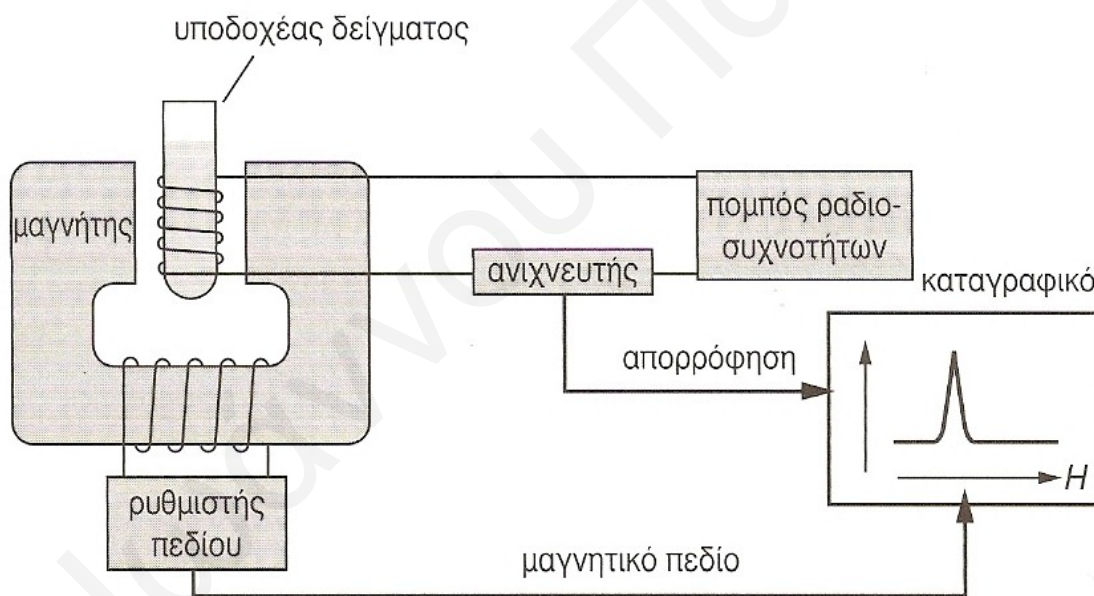 υποδοχέας δείγματος
μαγνήτης
πομπός ραδιο-
συχνοτήτων
ανιχνευτής
καταγραφικό
απορρόφηση
H
ρυθμιστής
πεδίου
μαγνητικό πεδίο